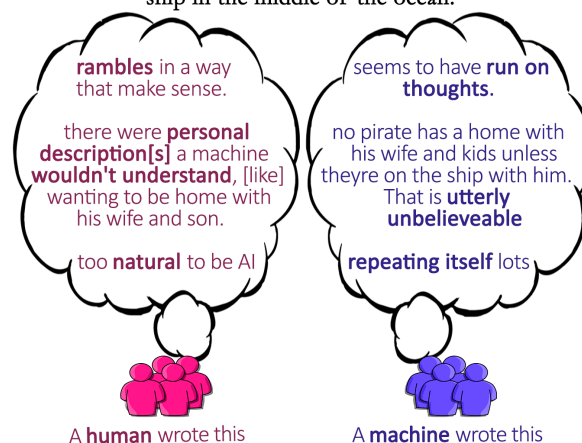 ship in the middle of the ocean.
rambles in a way
that make sense.
there were personal
description[s] a machine
wouldn't understand, [like]
wanting to be home with
his wife and son.
too natural to be AI
A human wrote this
seems to have run on
thoughts.
no pirate has a home with
his wife and kids unless
theyre on the ship with him.
That is utterly
unbelieveable
repeating itself lots
A machine wrote this